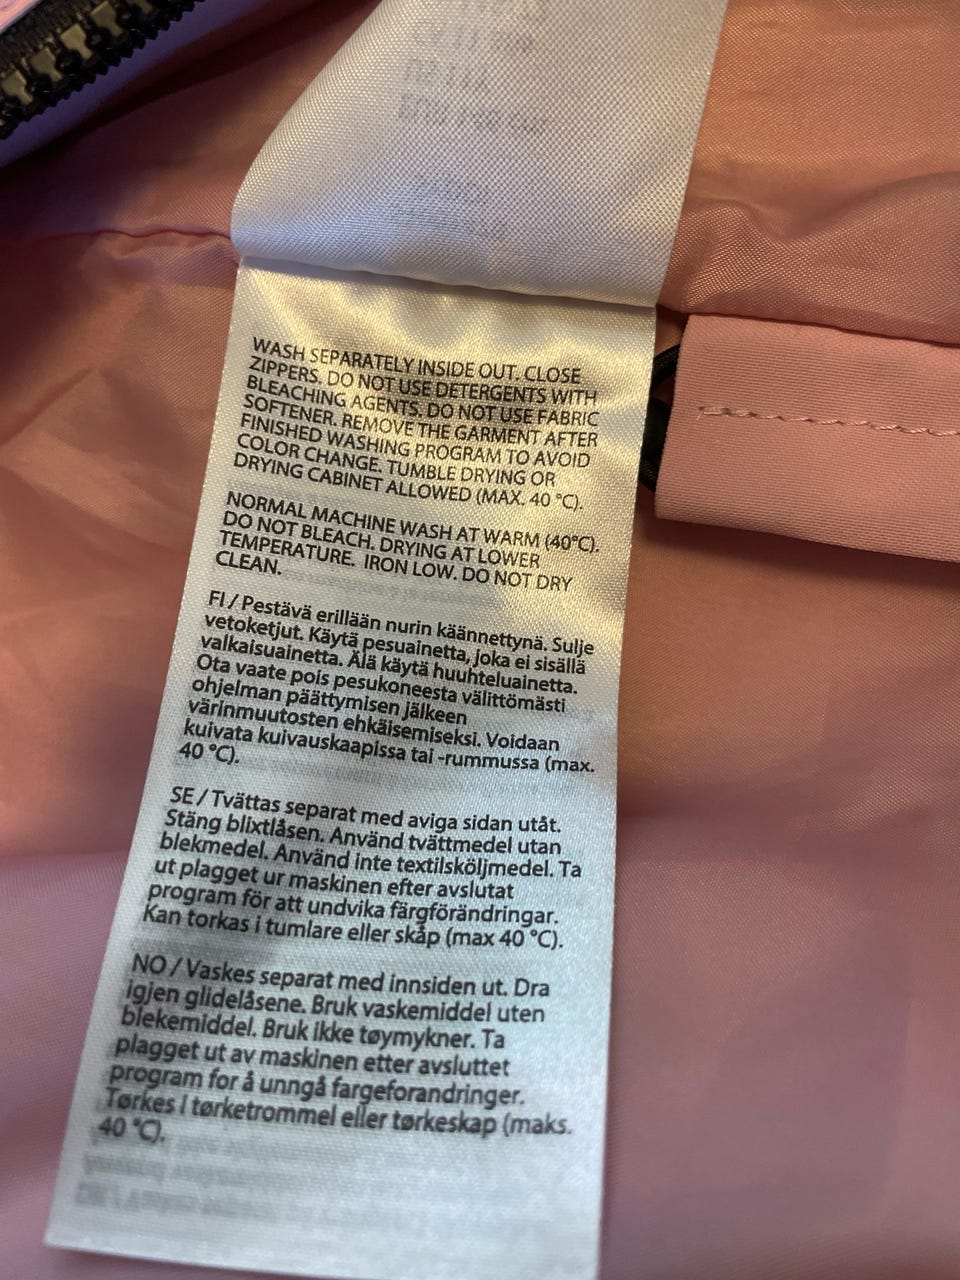 WASH SEPARATELY INSIDE OUT. CLOSE
ZIPPERS. DO NOT USE DETERGENTS WITH
BLEACHING AGENTS. DO NOT USE FABRIC
SOFTENER. REMOVE THE GARMENT AFTER
FINISHED WASHING PROGRAM TO AVOID
COLOR CHANGE. TUMBLE DRYING OR
DRYING CABINET ALLOWED (MAX. 40 °C).
NORMAL MACHINE WASH AT WARM (40°C).
DO NOT BLEACH. DRYING AT LOWER
TEMPERATURE. IRON LOW. DO NOT DRY
CLEAN.
FI / Pestävä erillään nurin käännettynä. Sulje
vetoketjut. Käytä pesuainetta, joka ei sisällä
valkaisuainetta. Älä käytä huuhteluainetta.
Ota vaate pois pesukoneesta välittömästi
ohjelman päättymisen jälkeen
värinmuutosten ehkäisemiseksi. Voidaan
kuivata kuivauskaapissa tai -rummussa (max.
40 °C).
SE / Tvättas separat med aviga sidan utåt.
Stäng blixtlåsen. Använd tvättmedel utan
blekmedel. Använd inte textilsköljmedel. Ta
ut plagget ur maskinen efter avslutat
program för att undvika färgförändringar.
Kan torkas i tumlare eller skåp (max 40 °C).
NO / Vaskes separat med innsiden ut. Dra
igjen glidelåsene. Bruk vaskemiddel uten
blekemiddel. Bruk ikke tøymykner. Ta
plagget ut av maskinen etter avsluttet
program for å unngå fargeforandringer.
Tørkes i tørketrommel eller tørkeskap (maks.
40 °C).